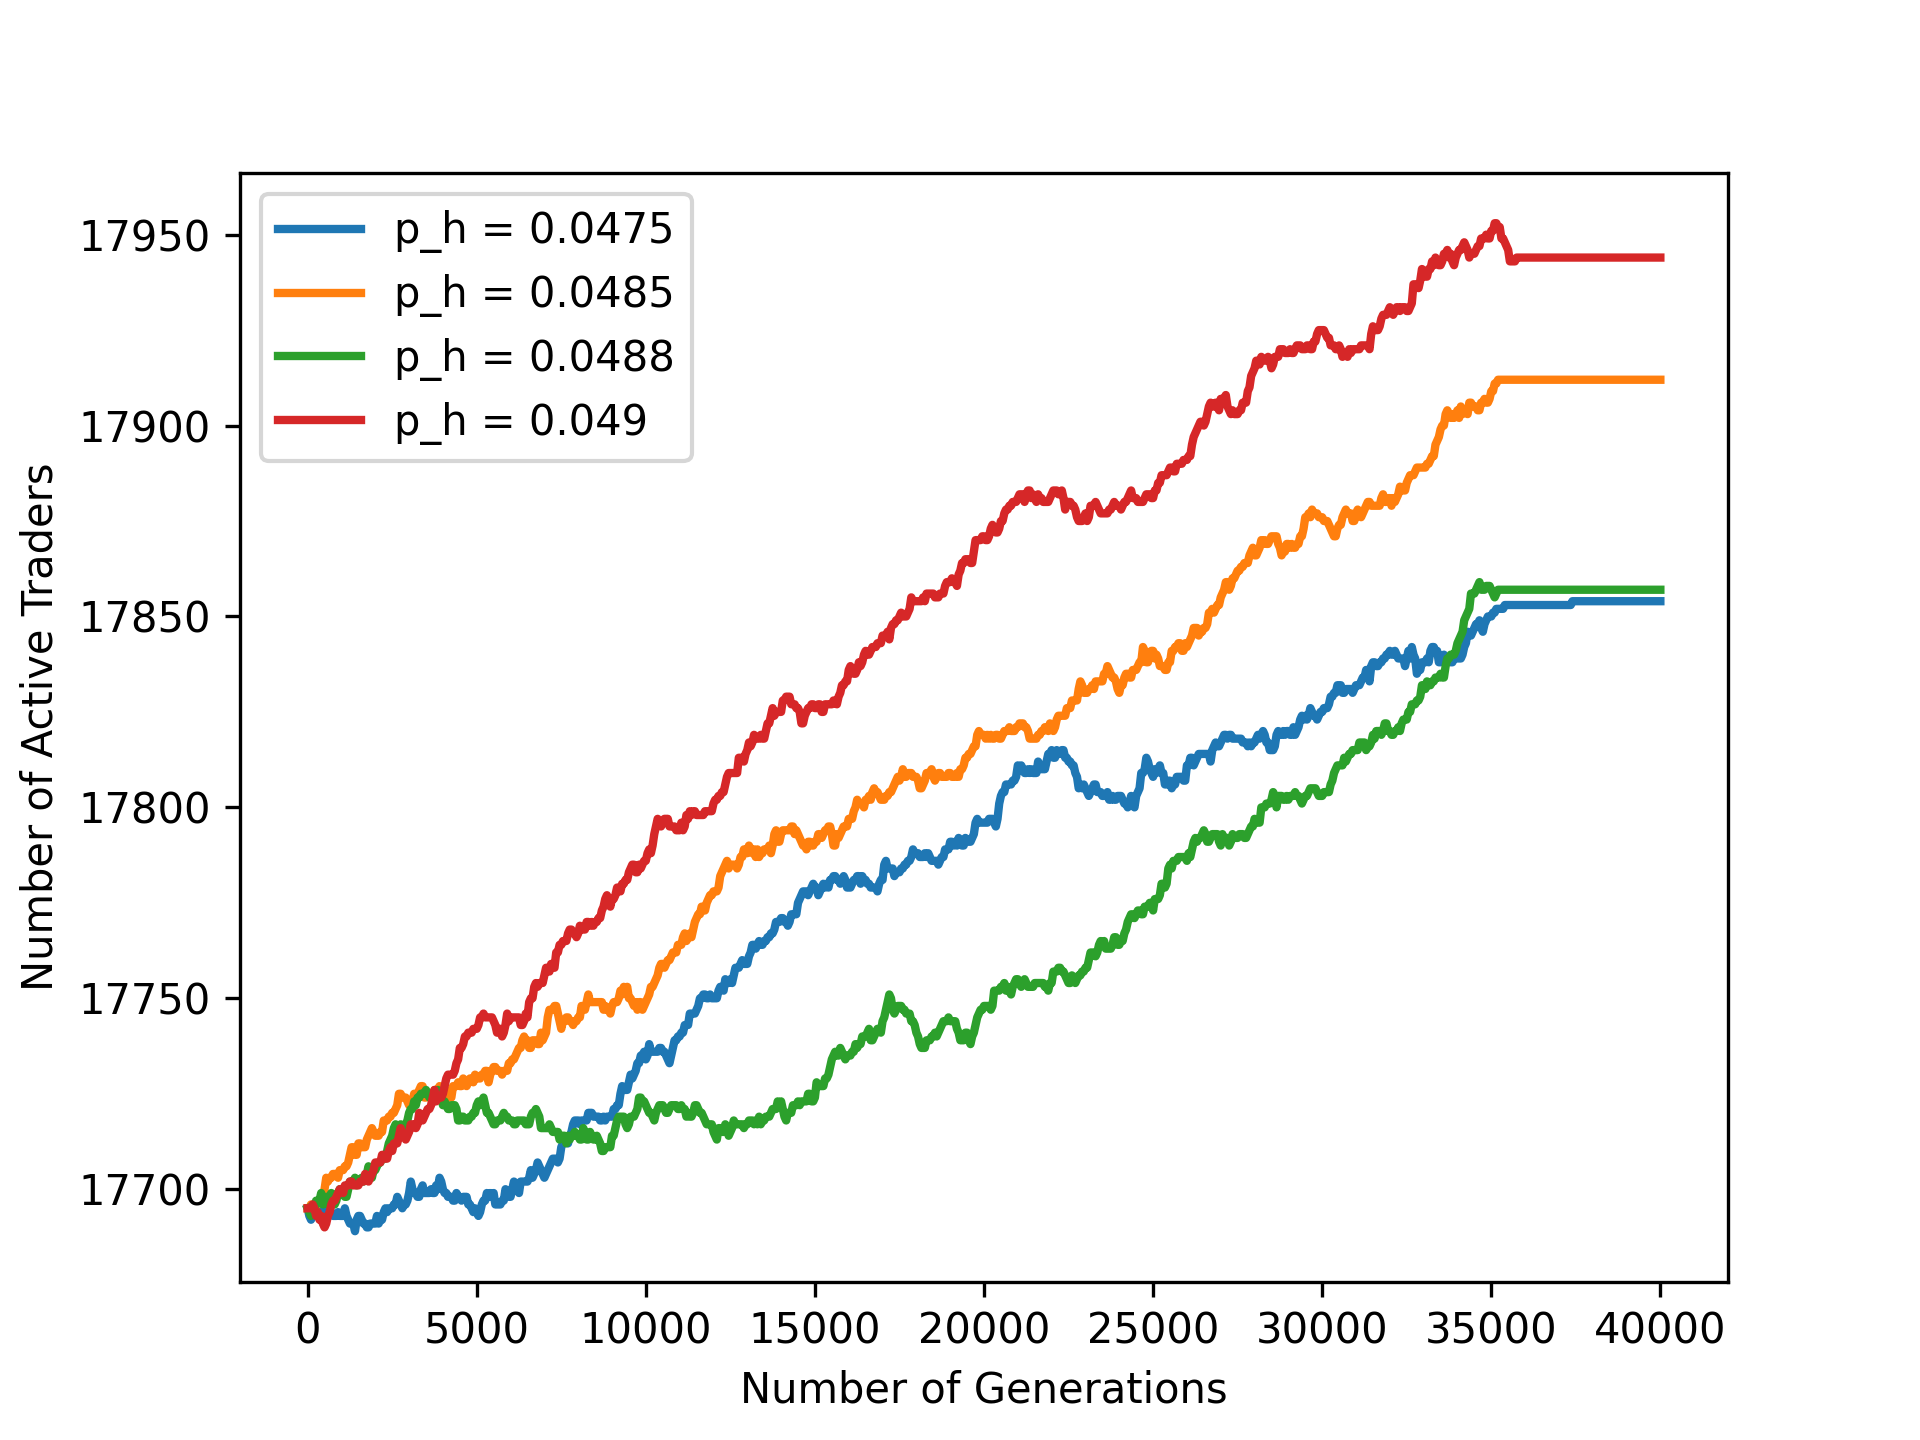 p_h = 0.0475
p_h = 0.0485
p_h = 0.0488
p_h = 0.049
17950
17900
17850
17800
17750
17700
Number of Active Traders
0 5000 10000 15000 20000 25000 30000 35000 40000
Number of Generations